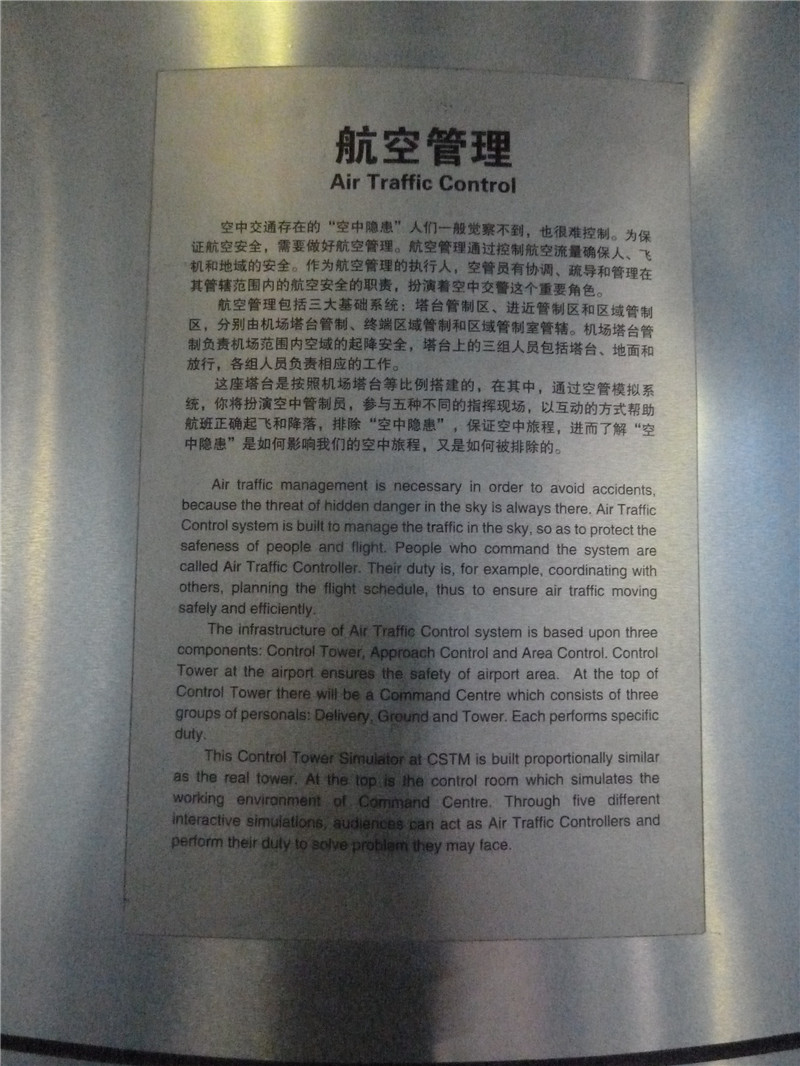 航空管理
Air Traffic Control
空中交通存在的“空中隐患”人们一般觉察不到，也很难控制。为保
证航空安全，需要做好航空管理。航空管理通过控制航空流量确保人、飞
机和地域的安全。作为航空管理的执行人，空管员有协调、疏导和管理在
其管辖范围内的航空安全的职责，扮演着空中交警这个重要角色。
航空管理包括三大基础系统：塔台管制区、进近管制区和区域管制
区，分别由机场塔台管制、终端区域管制和区域管制室管辖。机场塔台管
制负责机场范围内空域的起降安全，塔台上的三组人员包括塔台、地面和
放行，各组人员负责相应的工作。
这座塔台是按照机场塔台等比例搭建的，在其中，通过空管模拟系
统，你将扮演空中管制员，参与五种不同的指挥现场，以互动的方式帮助
航班正确起飞和降落，排除“空中隐患”，保证空中旅程，进而了解“空
中隐患”是如何影响我们的空中旅程，又是如何被排除的。
Air traffic management is necessary in order to avoid accidents,
because the threat of hidden danger in the sky is always there. Air Traffic
Control system is built to manage the traffic in the sky, so as to protect the
safeness of people and flight. People who command the system are
called Air Traffic Controller. Their duty is, for example, coordinating with
others, planning the flight schedule, thus to ensure air traffic moving
safely and efficiently.
The infrastructure of Air Traffic Control system is based upon three
components: Control Tower, Approach Control and Area Control. Control
Tower at the airport ensures the safety of airport area. At the top of
Control Tower there will be a Command Centre which consists of three
groups of personals: Delivery, Ground and Tower. Each performs specific
duty.
This Control Tower Simulator at CSTM is built proportionally similar
as the real tower. At the top is the control room which simulates the
working environment of Command Centre. Through five different
interactive simulations, audiences can act as Air Traffic Controllers and
perform their duty to solve problem they may face.